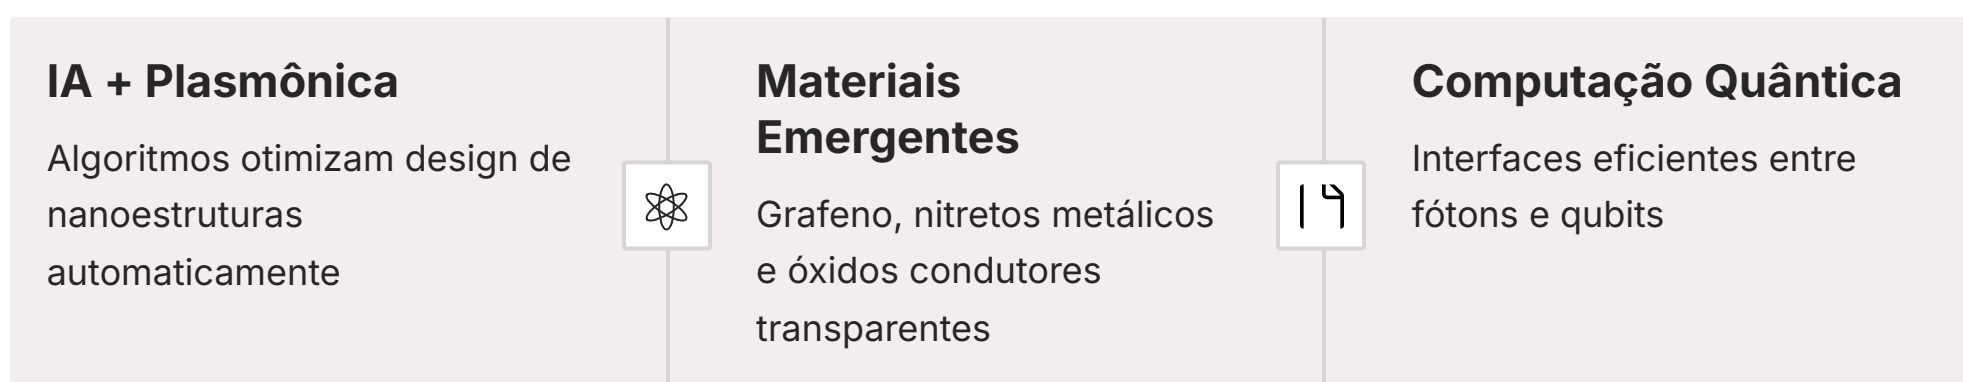 IA + Plasmônica
Algoritmos otimizam design de
nanoestruturas
automaticamente
Materiais
Emergentes
Grafeno, nitretos metálicos
e óxidos condutores
transparentes
Computação Quântica
Interfaces eficientes entre
fótons e qubits